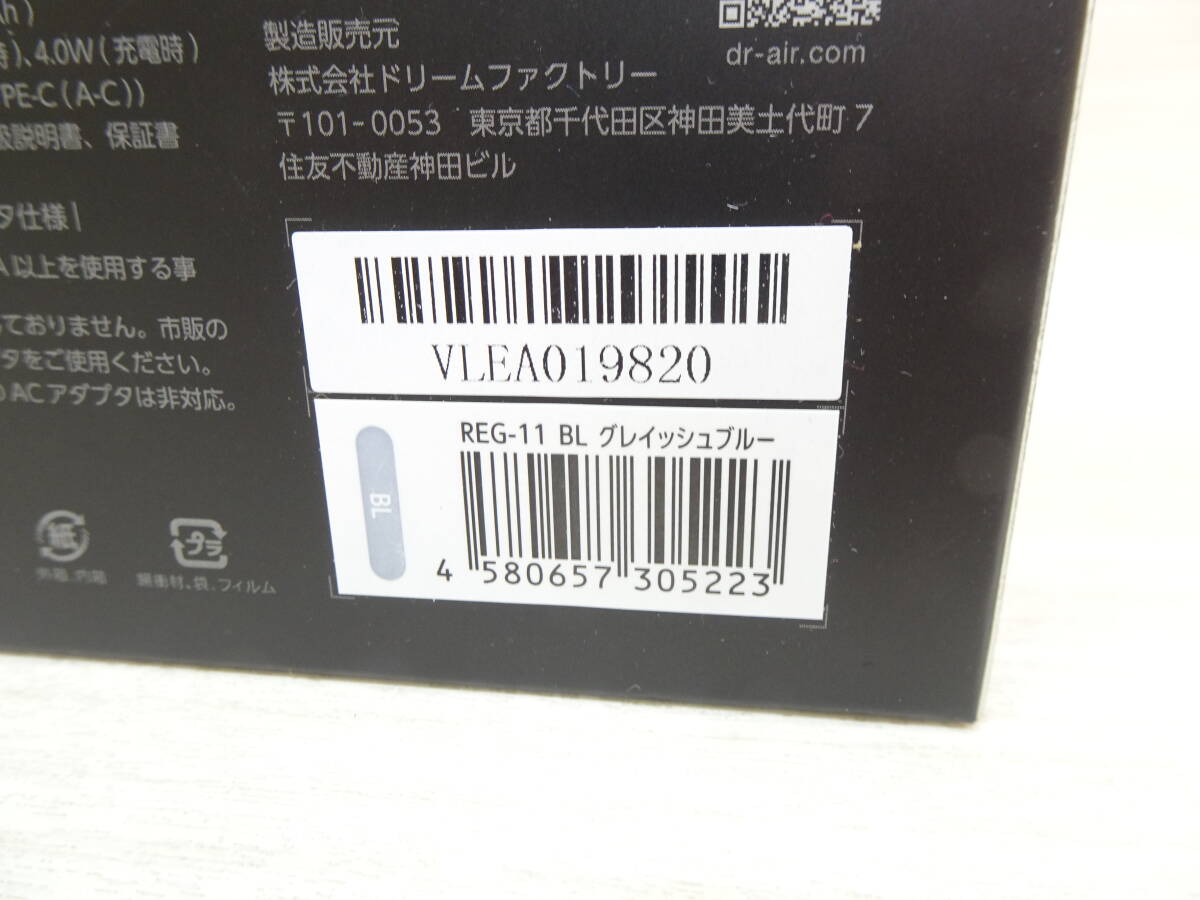 h)
時)、4.0W(充電時)
YPE-C(A-C))
扱説明書、保証書
タ仕様|
A以上を使用する事
ておりません。市販の
タをご使用ください。
ACアダプタは非対応。
紙
外箱、内箱
プラ
緩衝材、袋、フィルム
製造販売元
株式会社ドリームファクトリー
〒101-0053 東京都千代田区神田美土代町7
住友不動産神田ビル
dr-air.com
VLEA019820
REG-11 BL グレイッシュブルー
BL
4 580657 305223